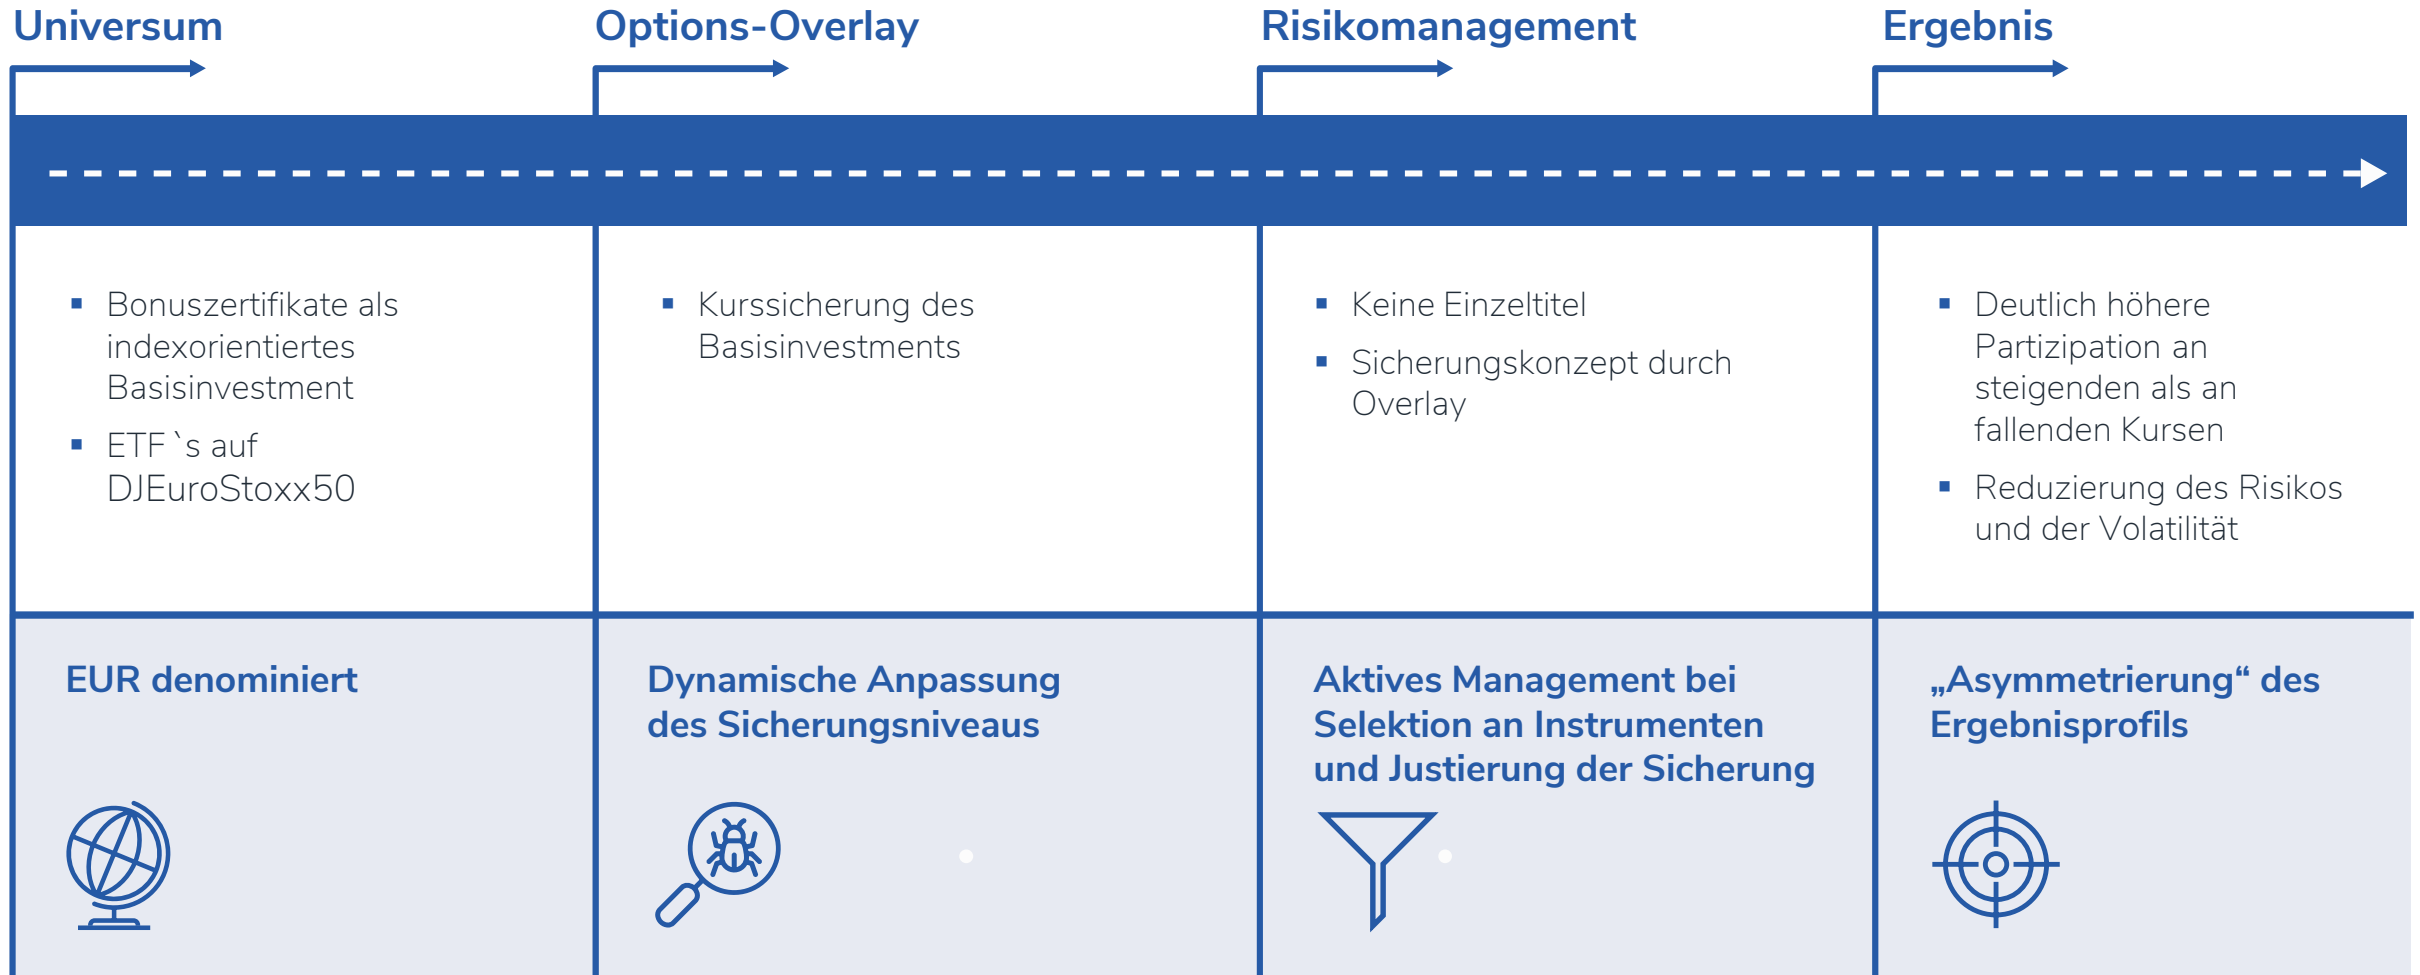 Universum
Options-Overlay
Risikomanagement
Ergebnis
Bonuszertifikate als
indexorientiertes
Basisinvestment
ETF`s auf
DJEuroStoxx50
Kurssicherung des
Basisinvestments
Keine Einzeltitel
Sicherungskonzept durch
Overlay
Deutlich höhere
Partizipation an
steigenden als an
fallenden Kursen
Reduzierung des Risikos
und der Volatilität
EUR denominiert
Dynamische Anpassung
des Sicherungsniveaus
Aktives Management bei
Selektion an Instrumenten
und Justierung der Sicherung
„Asymmetrierung“ des
Ergebnisprofils